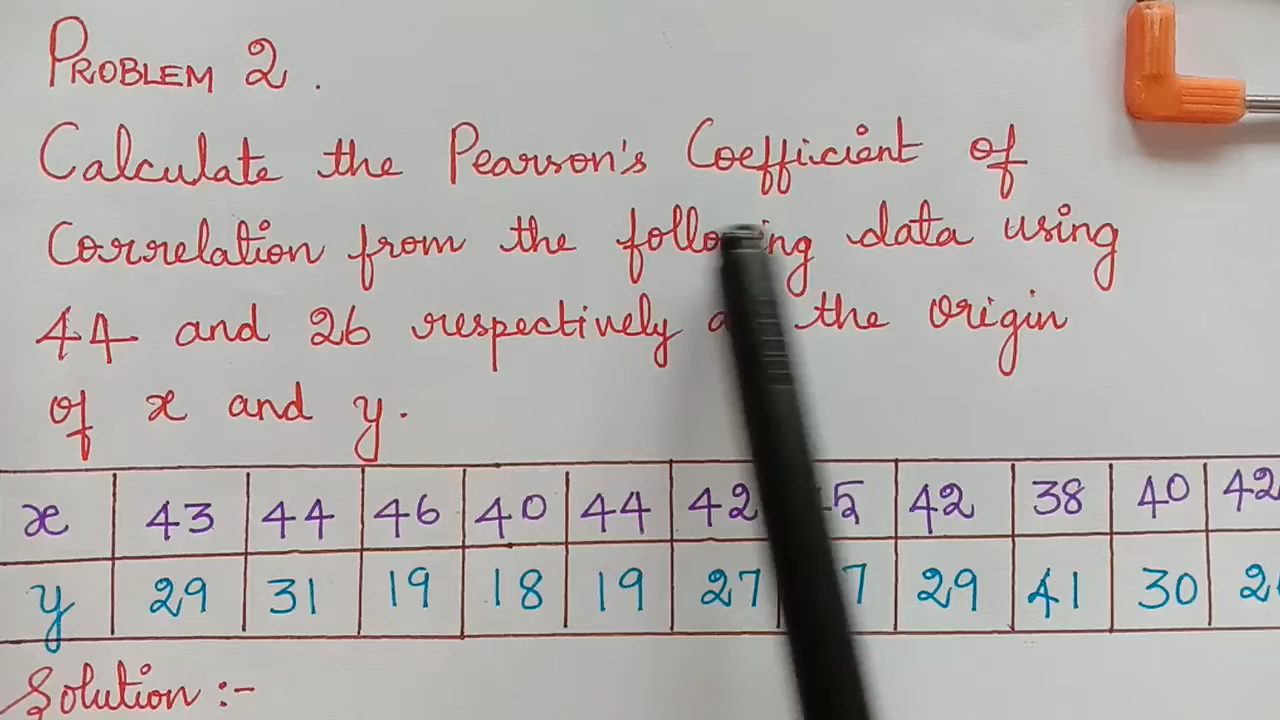 PROBLEM 2.
Calculate the Pearson's Coefficient of
Correlation from the following data using
44 and 26 respectively the origin
of x and y.
x 43 44 46 40 44 42 42 38 40 42
y 29 31 19 18 19 27 29 41 30
Solution :-